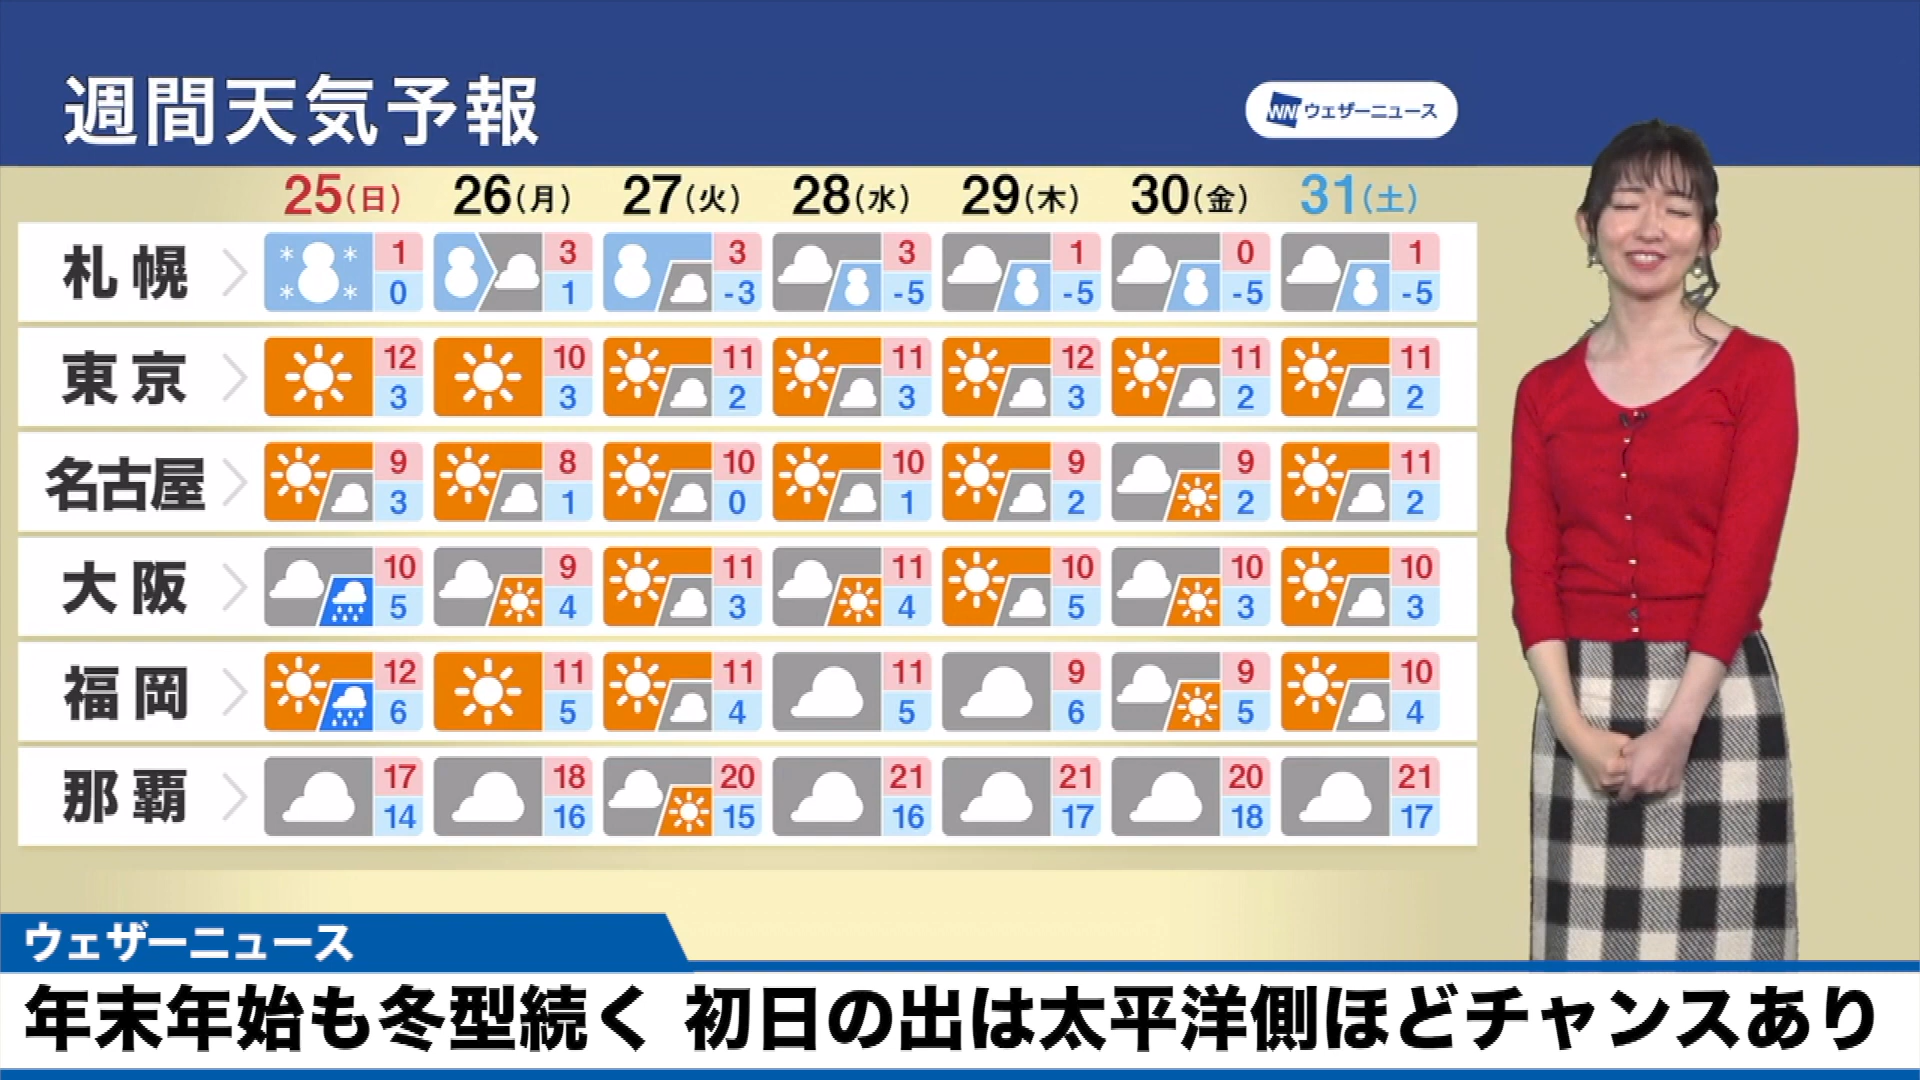 週間天気予報
WNI ウェザーニュース
25(日) 26(月) 27(火) 28(水) 29(木) 30(金) 31(土)
札幌 1 3 3 3 1 0 1
0 1 -3 -5 -5 -5 -5
東京 12 10 11 11 12 11 11
3 3 2 3 3 2 2
名古屋 9 8 10 10 9 9 11
3 1 0 1 2 2 2
大阪 10 9 11 11 10 10 10
5 4 3 4 5 3 3
福岡 12 11 11 11 9 9 10
6 5 4 5 6 5 4
那覇 17 18 20 21 21 20 21
14 16 15 16 17 18 17
ウェザーニュース
年末年始も冬型続く 初日の出は太平洋側ほどチャンスあり